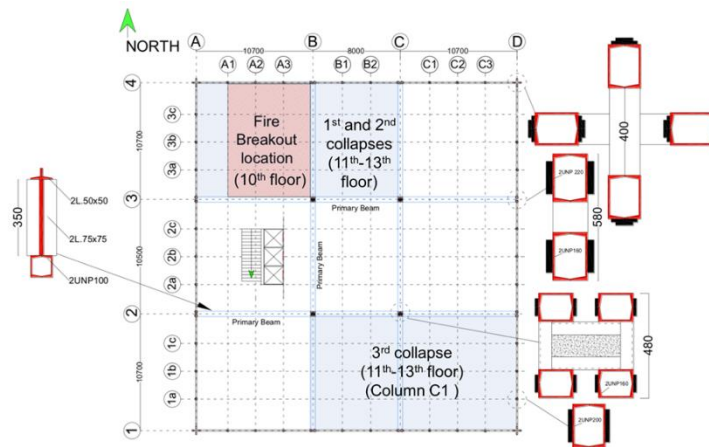 NORTH
A
B
C
D
10700
8000
10700
A1
A2
A3
B1
B2
C1
C2
C3
4
3c
3b
3a
3
2c
2b
2a
2
1c
1b
1a
1
10700
10500
10700
Fire
Breakout
location
(10th floor)
1st and 2nd
collapses
(11th-13th
floor)
Primary Beam
Primary Beam
Primary Beam
3rd collapse
(11th-13th floor)
(Column C1 )
350
2L.50x50
2L.75x75
2UNP100
400
2UNP 220
580
2UNP160
480
2UNP160
2UNP200